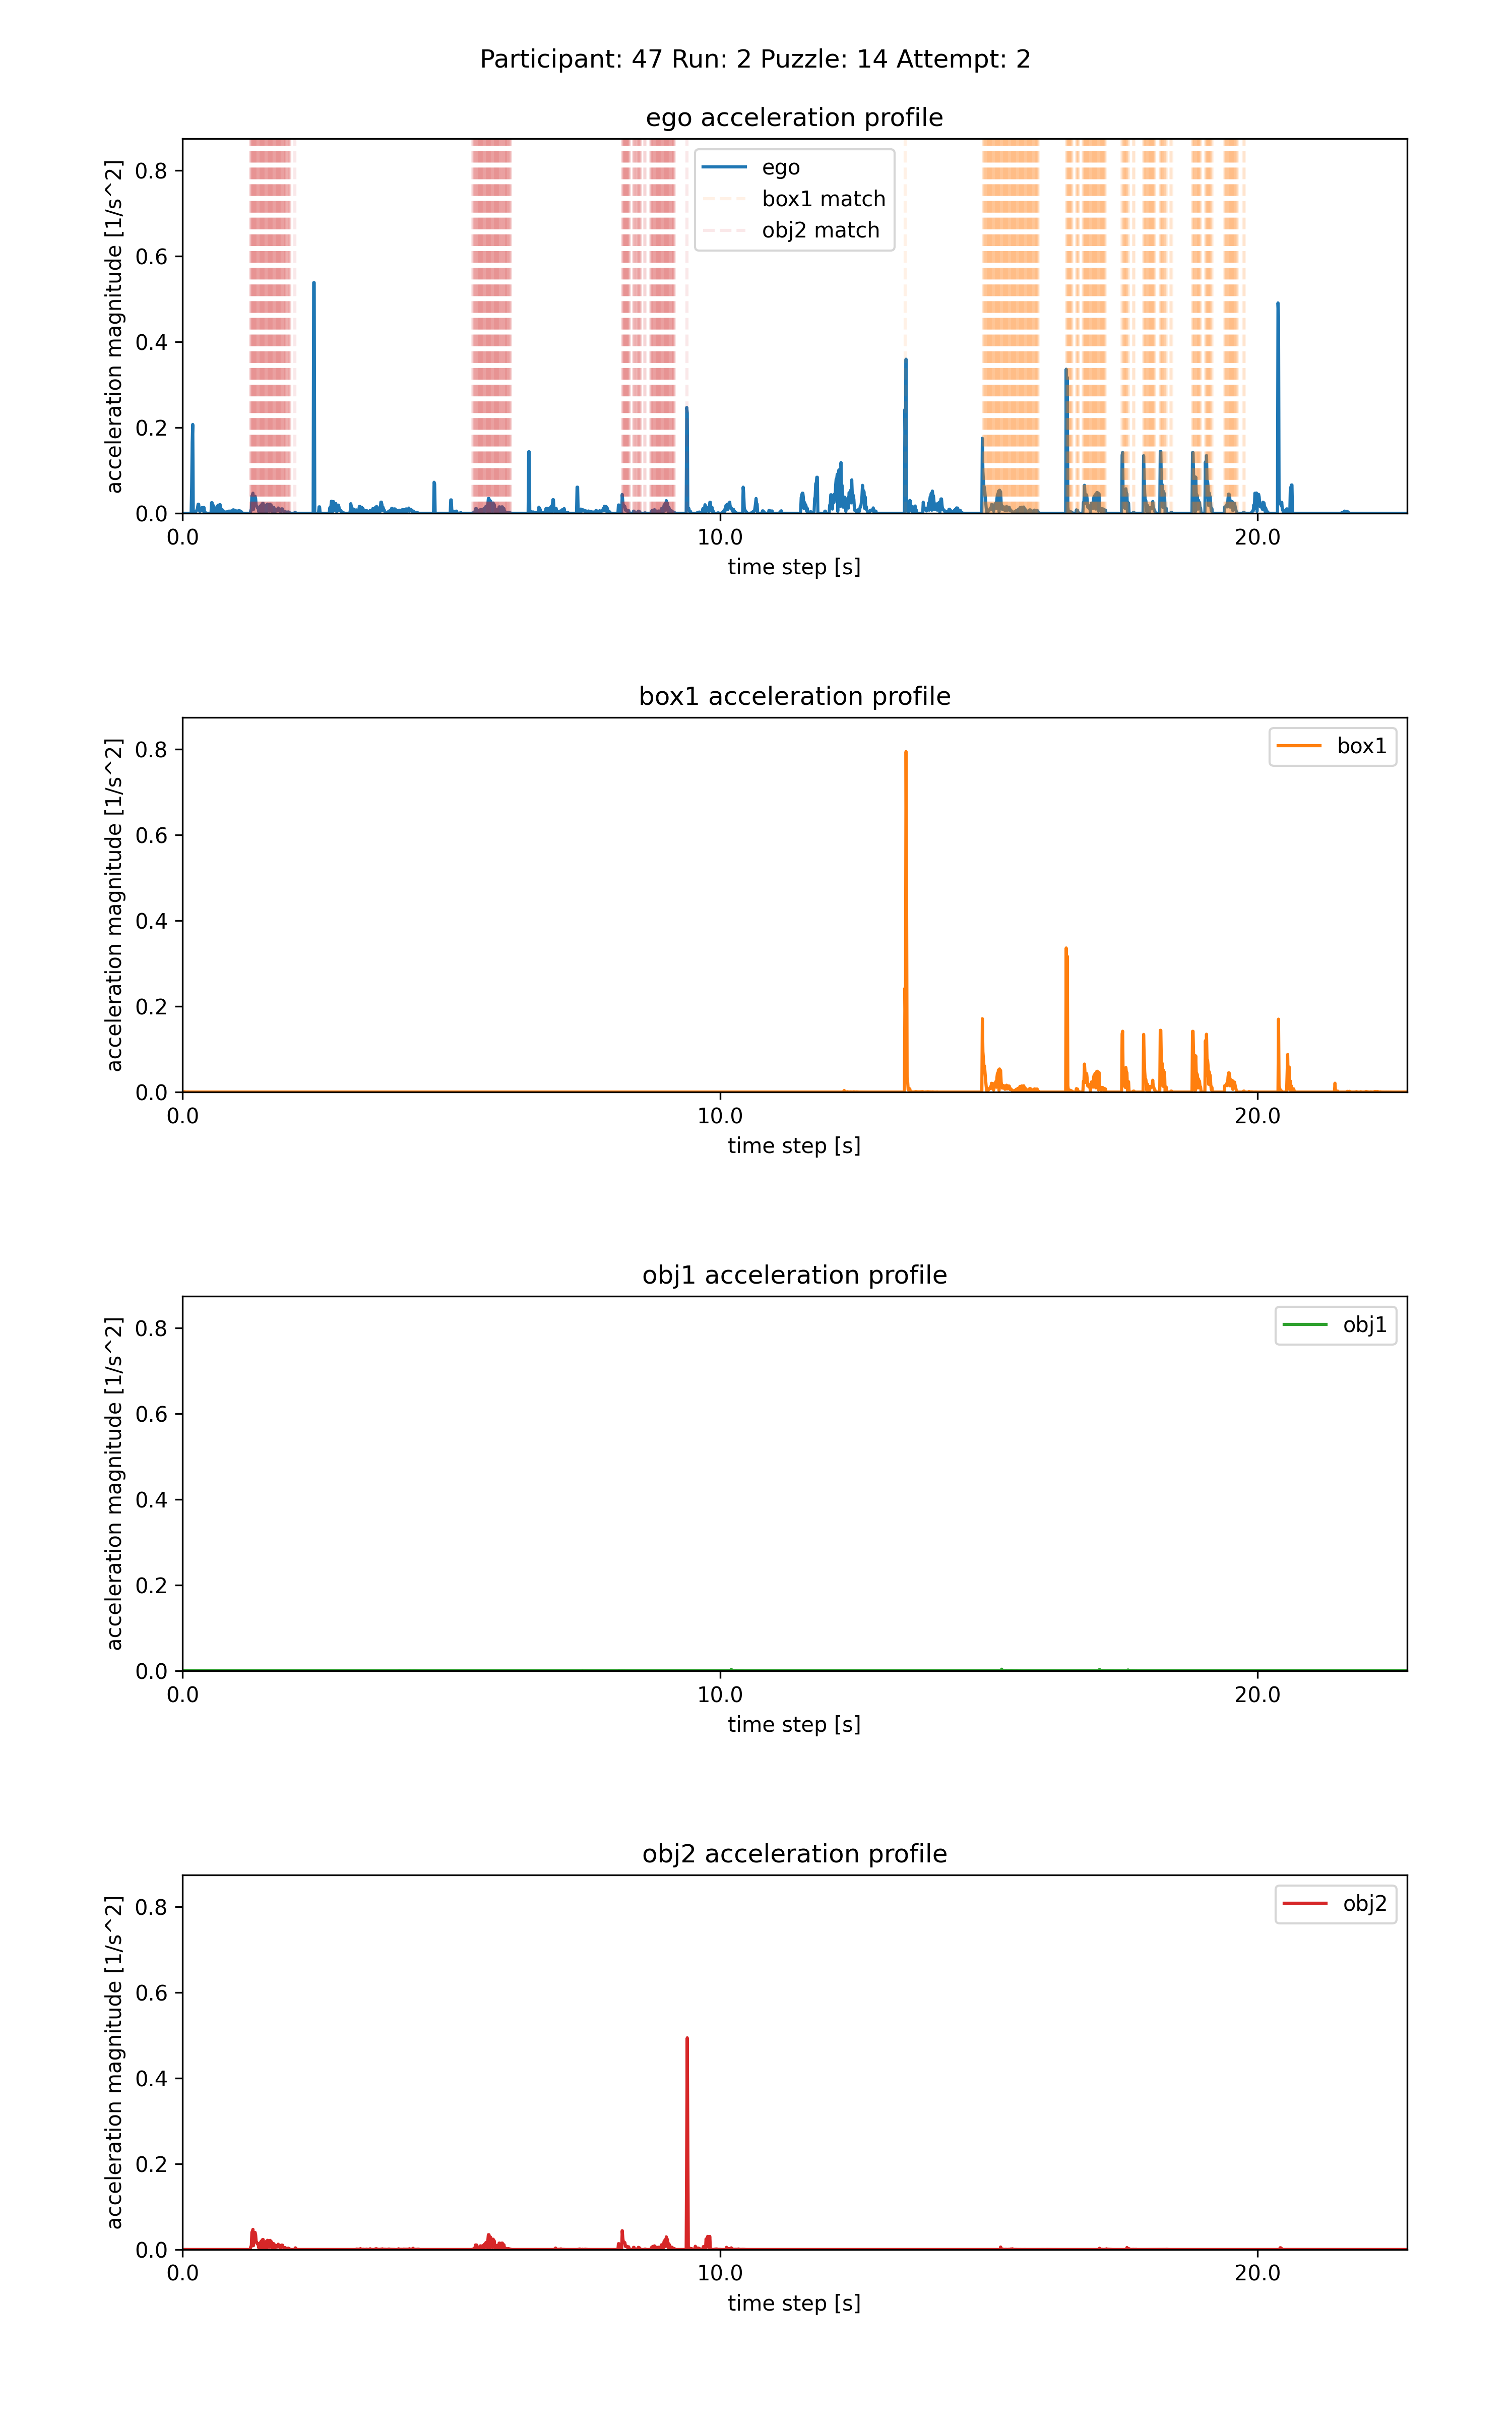 Participant: 47 Run: 2 Puzzle: 14 Attempt: 2
ego acceleration profile
acceleration magnitude [1/s^2]
0.8
0.6
0.4
0.2
0.0
ego
box1 match
obj2 match
0.0 10.0 20.0
time step [s]
box1 acceleration profile
acceleration magnitude [1/s^2]
0.8
0.6
0.4
0.2
0.0
box1
0.0 10.0 20.0
time step [s]
obj1 acceleration profile
acceleration magnitude [1/s^2]
0.8
0.6
0.4
0.2
0.0
obj1
0.0 10.0 20.0
time step [s]
obj2 acceleration profile
acceleration magnitude [1/s^2]
0.8
0.6
0.4
0.2
0.0
obj2
0.0 10.0 20.0
time step [s]